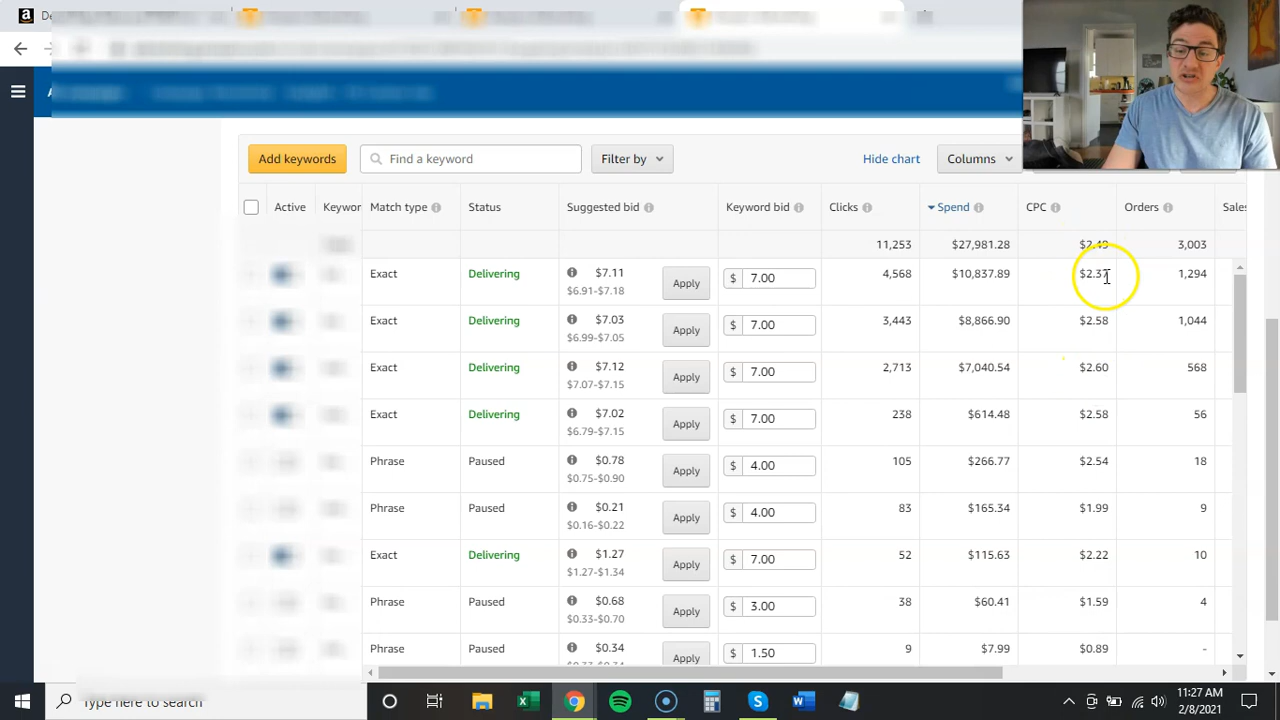 De
Add keywords
Find a keyword
Filter by
Hide chart
Columns
Active Keywor Match type Status Suggested bid Keyword bid Clicks Spend CPC Orders Sales
11,253 $27,981.28 $2.49 3,003
Exact Delivering $7.11 Apply $ 7.00 4,568 $10,837.89 $2.37 1,294
$6.91-$7.18
Exact Delivering $7.03 Apply $ 7.00 3,443 $8,866.90 $2.58 1,044
$6.99-$7.05
Exact Delivering $7.12 Apply $ 7.00 2,713 $7,040.54 $2.60 568
$7.07-$7.15
Exact Delivering $7.02 Apply $ 7.00 238 $614.48 $2.58 56
$6.79-$7.15
Phrase Paused $0.78 Apply $ 4.00 105 $266.77 $2.54 18
$0.75-$0.90
Phrase Paused $0.21 Apply $ 4.00 83 $165.34 $1.99 9
$0.16-$0.22
Exact Delivering $1.27 Apply $ 7.00 52 $115.63 $2.22 10
$1.27-$1.34
Phrase Paused $0.68 Apply $ 3.00 38 $60.41 $1.59 4
$0.33-$0.70
Phrase Paused $0.34 Apply $ 1.50 9 $7.99 $0.89 -
Type here to search
11:27 AM
2/8/2021